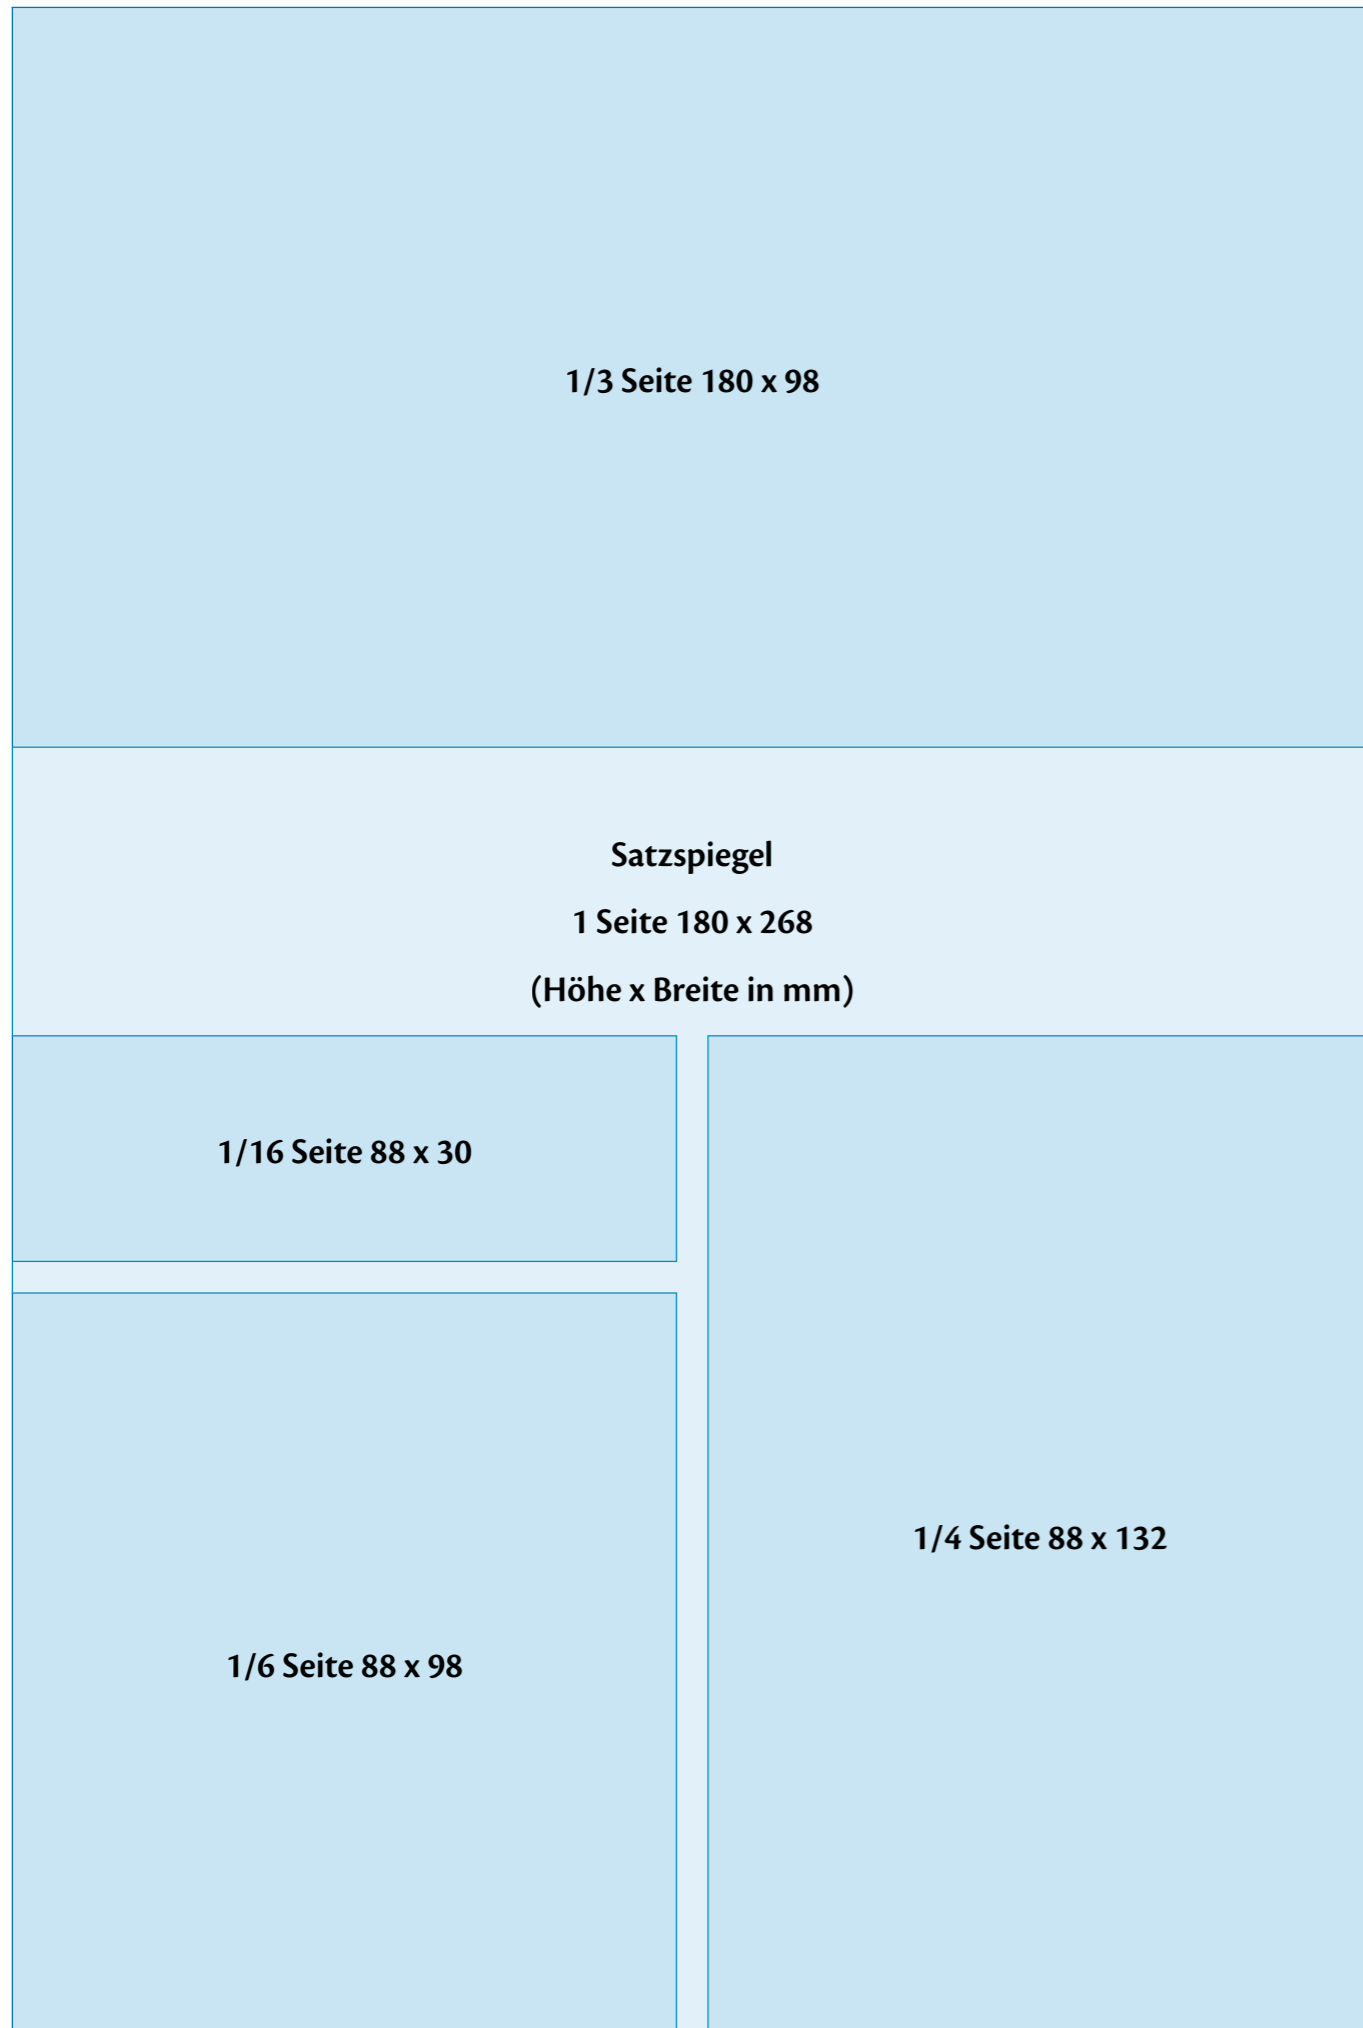 1/3 Seite 180 x 98
Satzspiegel
1 Seite 180 x 268
(Höhe x Breite in mm)
1/16 Seite 88 x 30
1/4 Seite 88 x 132
1/6 Seite 88 x 98